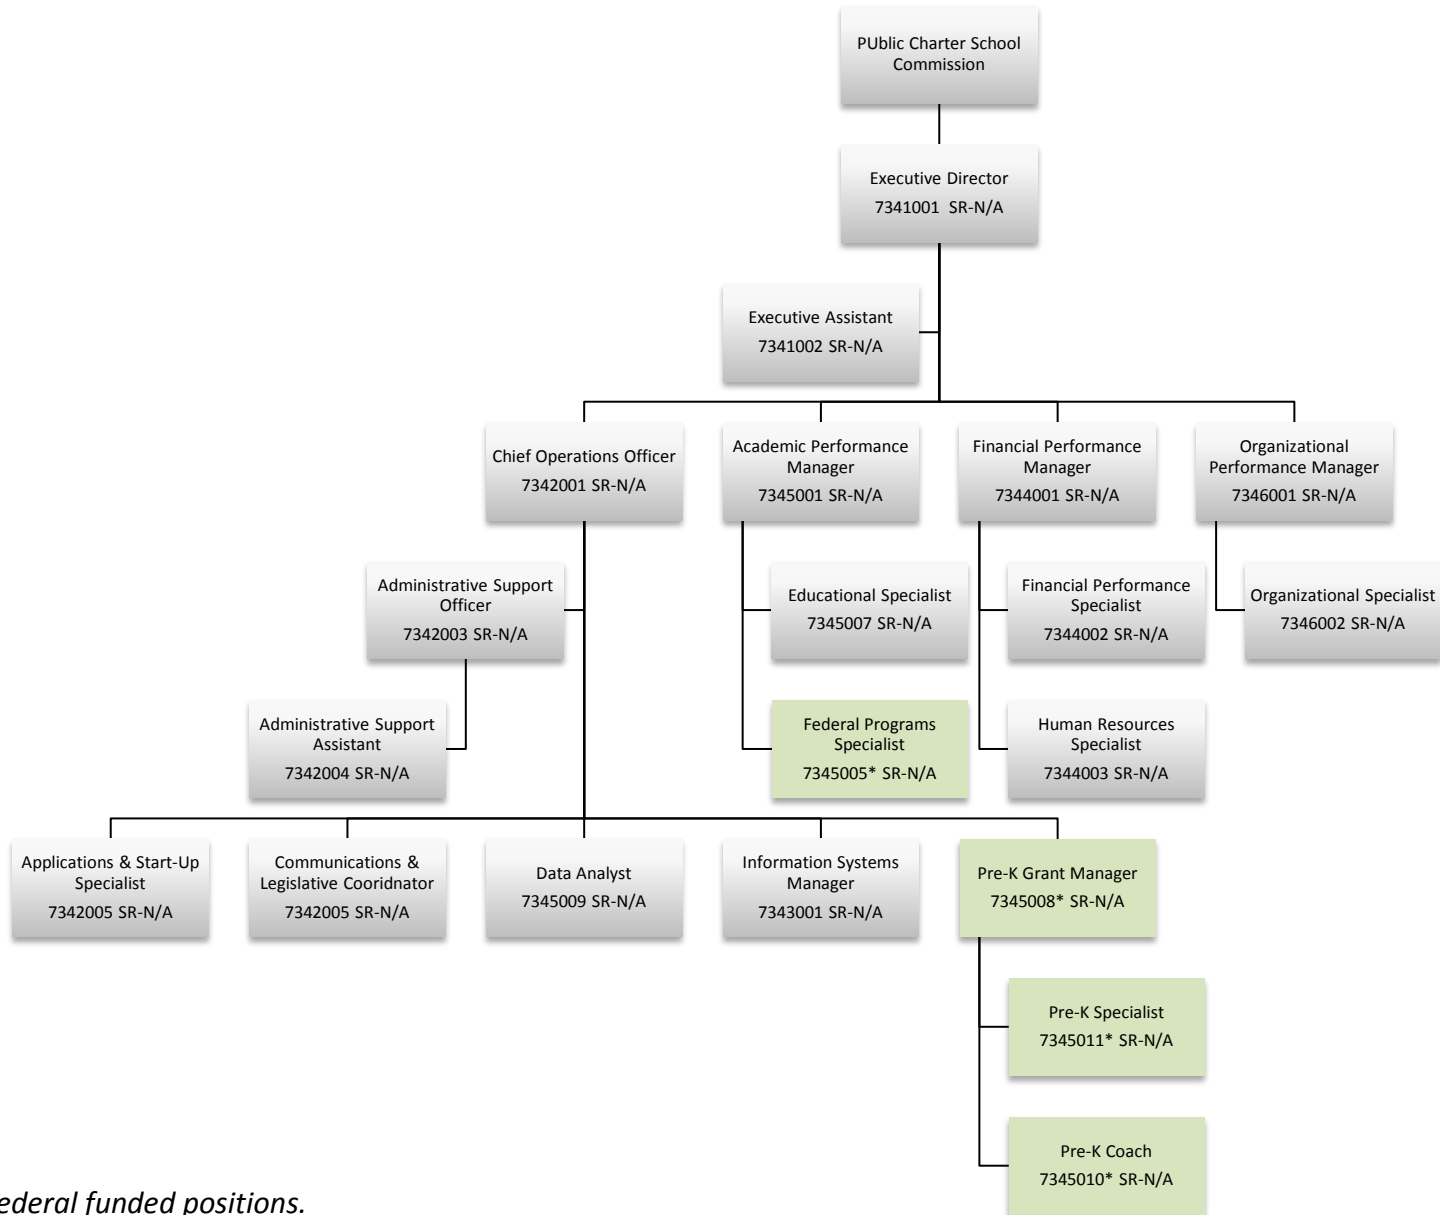 PUblic Charter School
Commission
Executive Director
7341001 SR-N/A
Executive Assistant
7341002 SR-N/A
Chief Operations Officer
7342001 SR-N/A
Academic Performance
Manager
7345001 SR-N/A
Financial Performance
Manager
7344001 SR-N/A
Organizational
Performance Manager
7346001 SR-N/A
Administrative Support
Officer
7342003 SR-N/A
Educational Specialist
7345007 SR-N/A
Financial Performance
Specialist
7344002 SR-N/A
Organizational Specialist
7346002 SR-N/A
Administrative Support
Assistant
7342004 SR-N/A
Federal Programs
Specialist
7345005* SR-N/A
Human Resources
Specialist
7344003 SR-N/A
Applications & Start-Up
Specialist
7342005 SR-N/A
Communications &
Legislative Cooridnator
7342005 SR-N/A
Data Analyst
7345009 SR-N/A
Information Systems
Manager
7343001 SR-N/A
Pre-K Grant Manager
7345008* SR-N/A
Pre-K Specialist
7345011* SR-N/A
Pre-K Coach
7345010* SR-N/A
ederal funded positions.